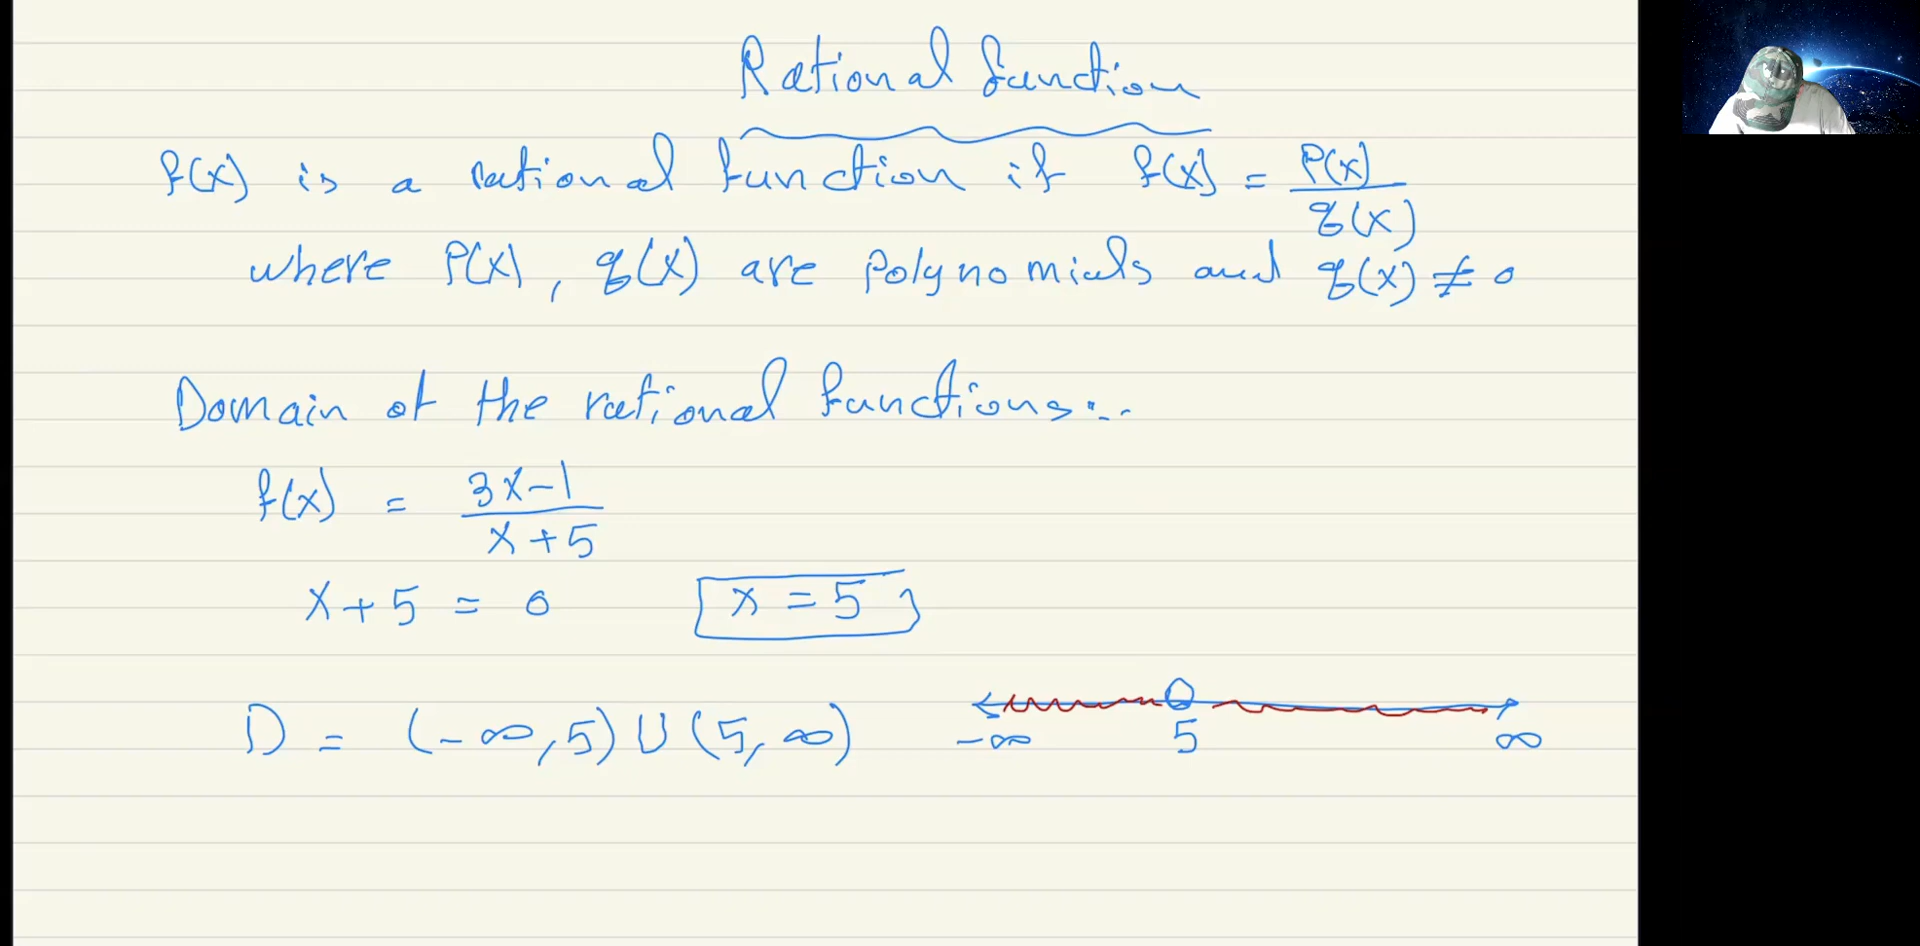 Rational function
f(x) is a rational function if f(x) = P(x)/q(x)
where P(x), q(x) are polynomials and q(x) ≠ 0
Domain of the rational functions:--
f(x) = (3x-1)/(x+5)
x+5 = 0 x = 5
D = (-∞,5) U (5,∞)
-∞ 5 ∞